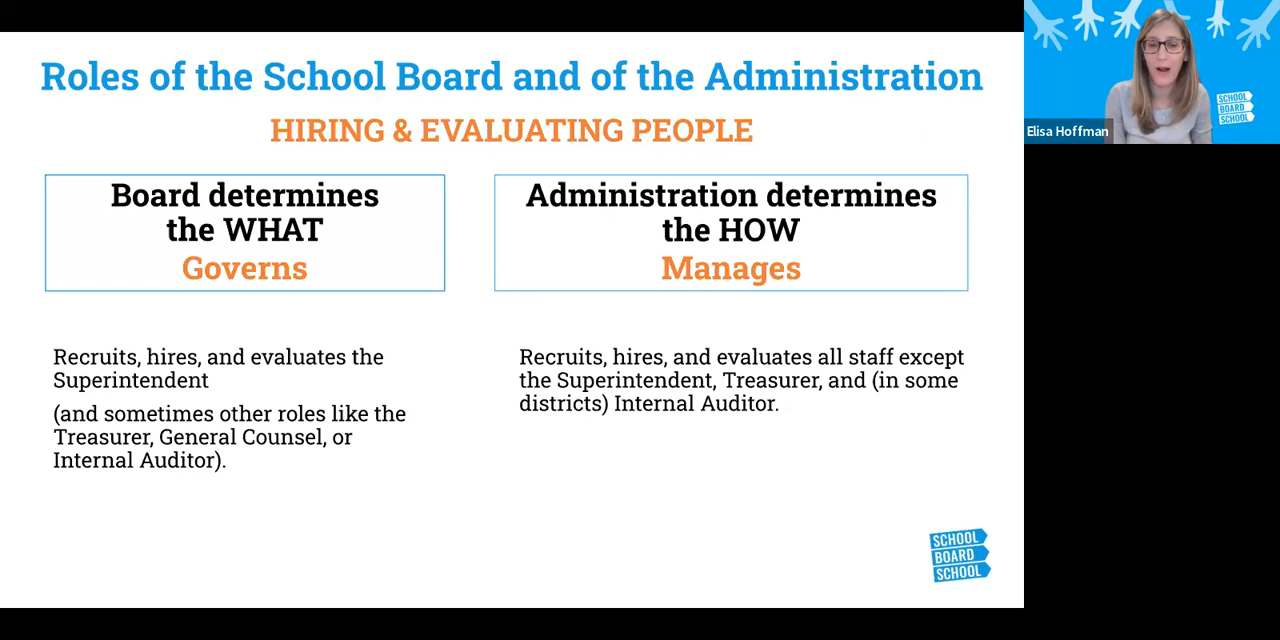 Roles of the School Board and of the Administration
HIRING & EVALUATING PEOPLE
Board determines
the WHAT
Governs
Administration determines
the HOW
Manages
Recruits, hires, and evaluates the
Superintendent
(and sometimes other roles like the
Treasurer, General Counsel, or
Internal Auditor).
Recruits, hires, and evaluates all staff except
the Superintendent, Treasurer, and (in some
districts) Internal Auditor.
SCHOOL
BOARD
SCHOOL
SCHOOL
BOARD
SCHOOL
Elisa Hoffman